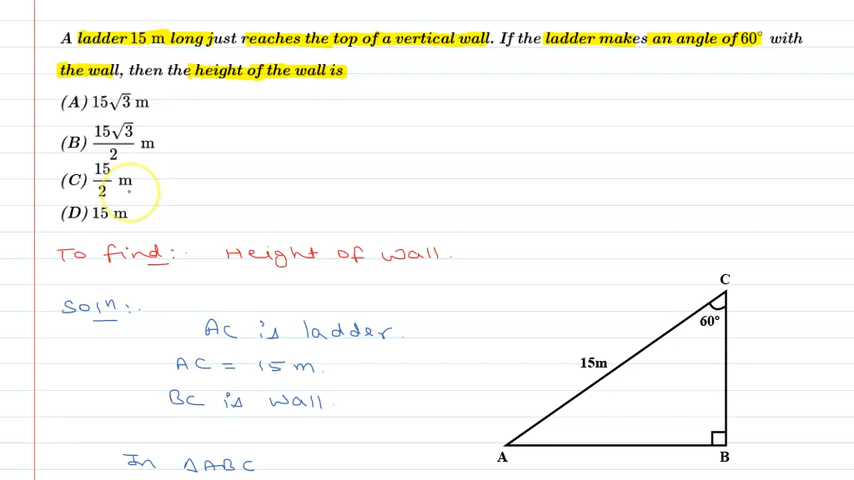 A ladder 15 m long just reaches the top of a vertical wall. If the ladder makes an angle of 60° with
the wall, then the height of the wall is
(A) 15√3 m
(B) 15√3/2 m
(C) 15/2 m
(D) 15 m
To find:- Height of wall.
Soln:-
AC is ladder.
AC = 15 m.
BC is wall.
In △ABC
C
60°
15m
A
B